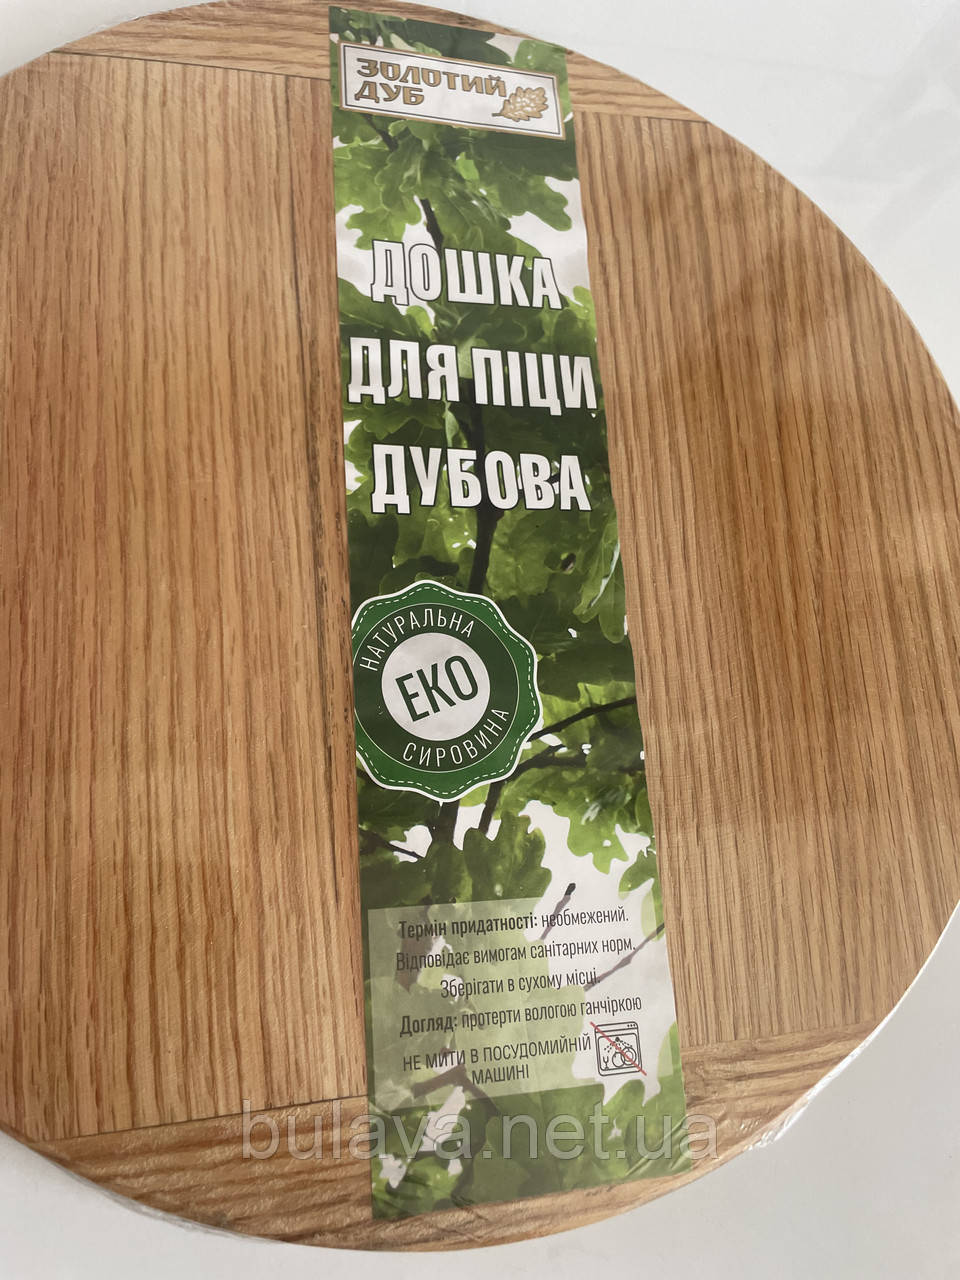 ЗОЛОТИЙ
ДУБ
ДОШКА
ДЛЯ ПІЦИ
ДУБОВА
НАТУРАЛЬНА
ЕКО
СИРОВИНА
Термін придатності: необмежений.
Відповідає вимогам санітарних норм.
Зберігати в сухому місці.
Догляд: протерти вологою ганчіркою
НЕ МИТИ В ПОСУДОМИЙНІЙ
МАШИНІ
bulava.net.ua